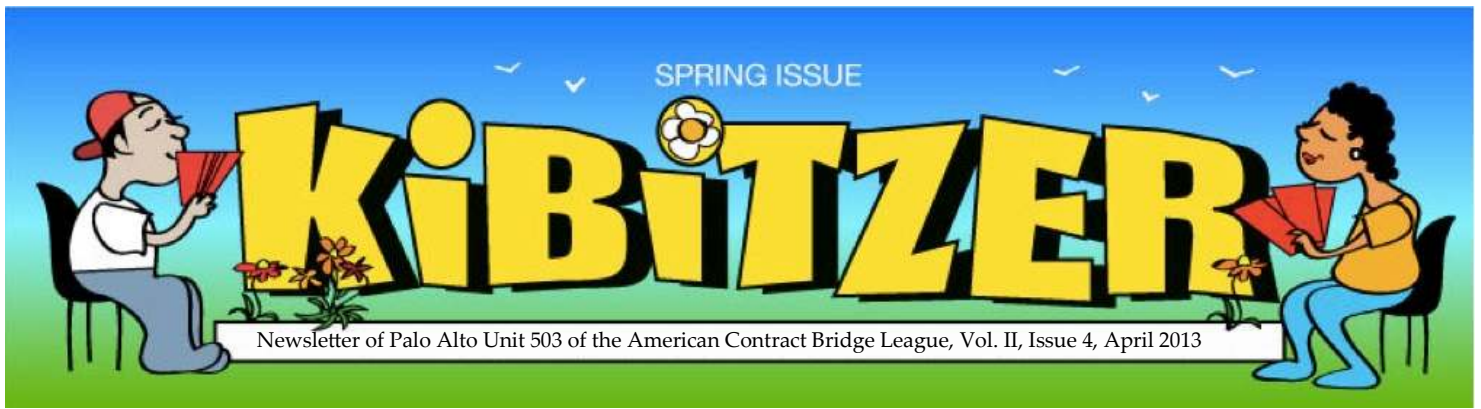 SPRING ISSUE
KiBiTZER
Newsletter of Palo Alto Unit 503 of the American Contract Bridge League, Vol. II, Issue 4, April 2013